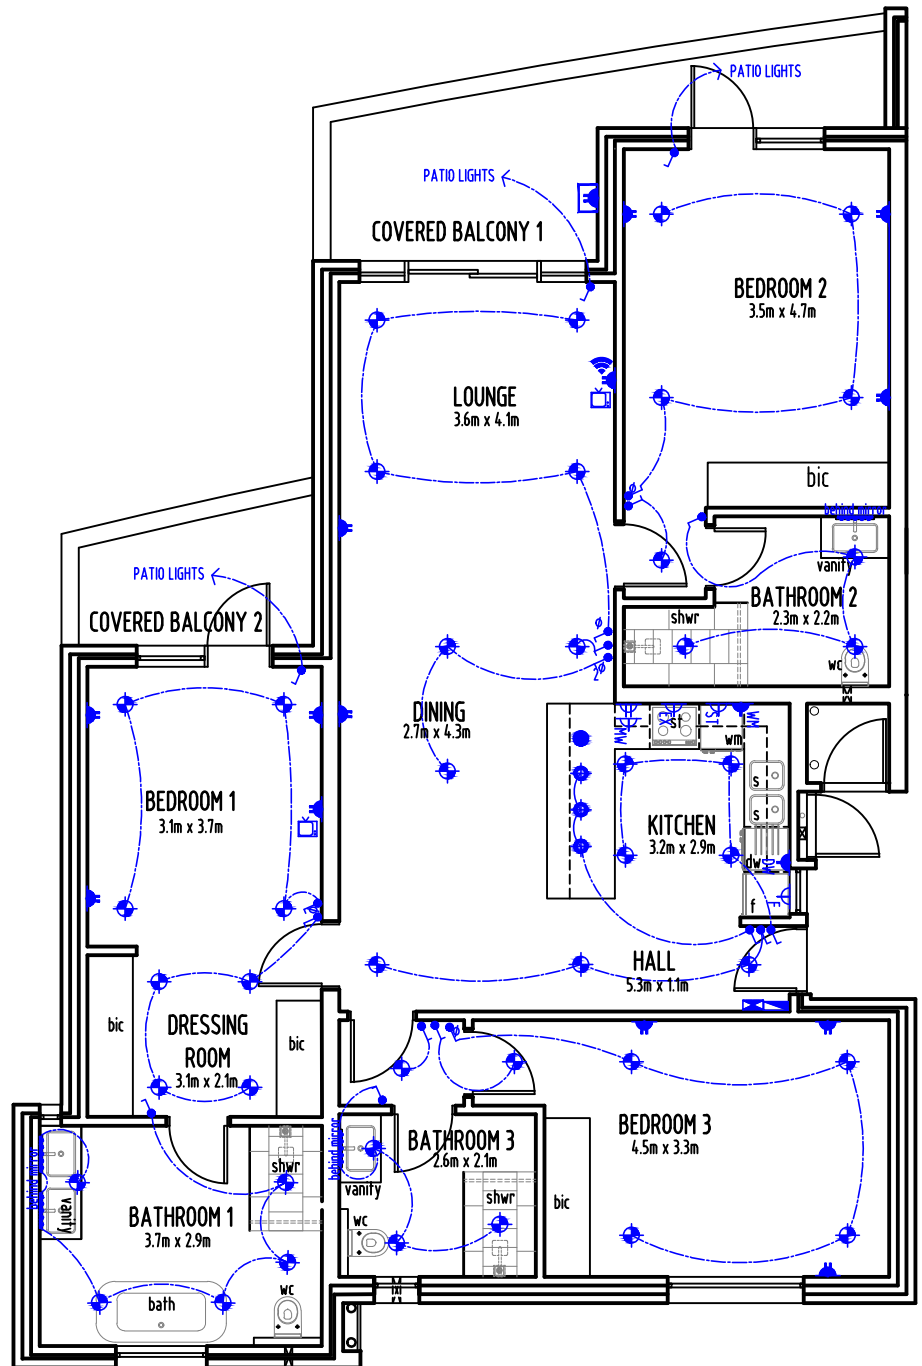 PATIO LIGHTS
PATIO LIGHTS
COVERED BALCONY 1
BEDROOM 2
3.5m x 4.7m
LOUNGE
3.6m x 4.1m
bic
behind mirror
vanity
PATIO LIGHTS
BATHROOM 2
2.3m x 2.2m
COVERED BALCONY 2
shwr
wc
DINING
2.7m x 4.3m
MW
EX
st
ST
WM
wm
s
s
BEDROOM 1
3.1m x 3.7m
KITCHEN
3.2m x 2.9m
dw
DW
f
F
HALL
5.3m x 1.1m
bic
DRESSING
ROOM
3.1m x 2.1m
bic
BEDROOM 3
4.5m x 3.3m
BATHROOM 3
2.6m x 2.1m
behind mirror
vanity
shwr
wc
bic
behind mirror
vanity
shwr
BATHROOM 1
3.7m x 2.9m
bath
wc